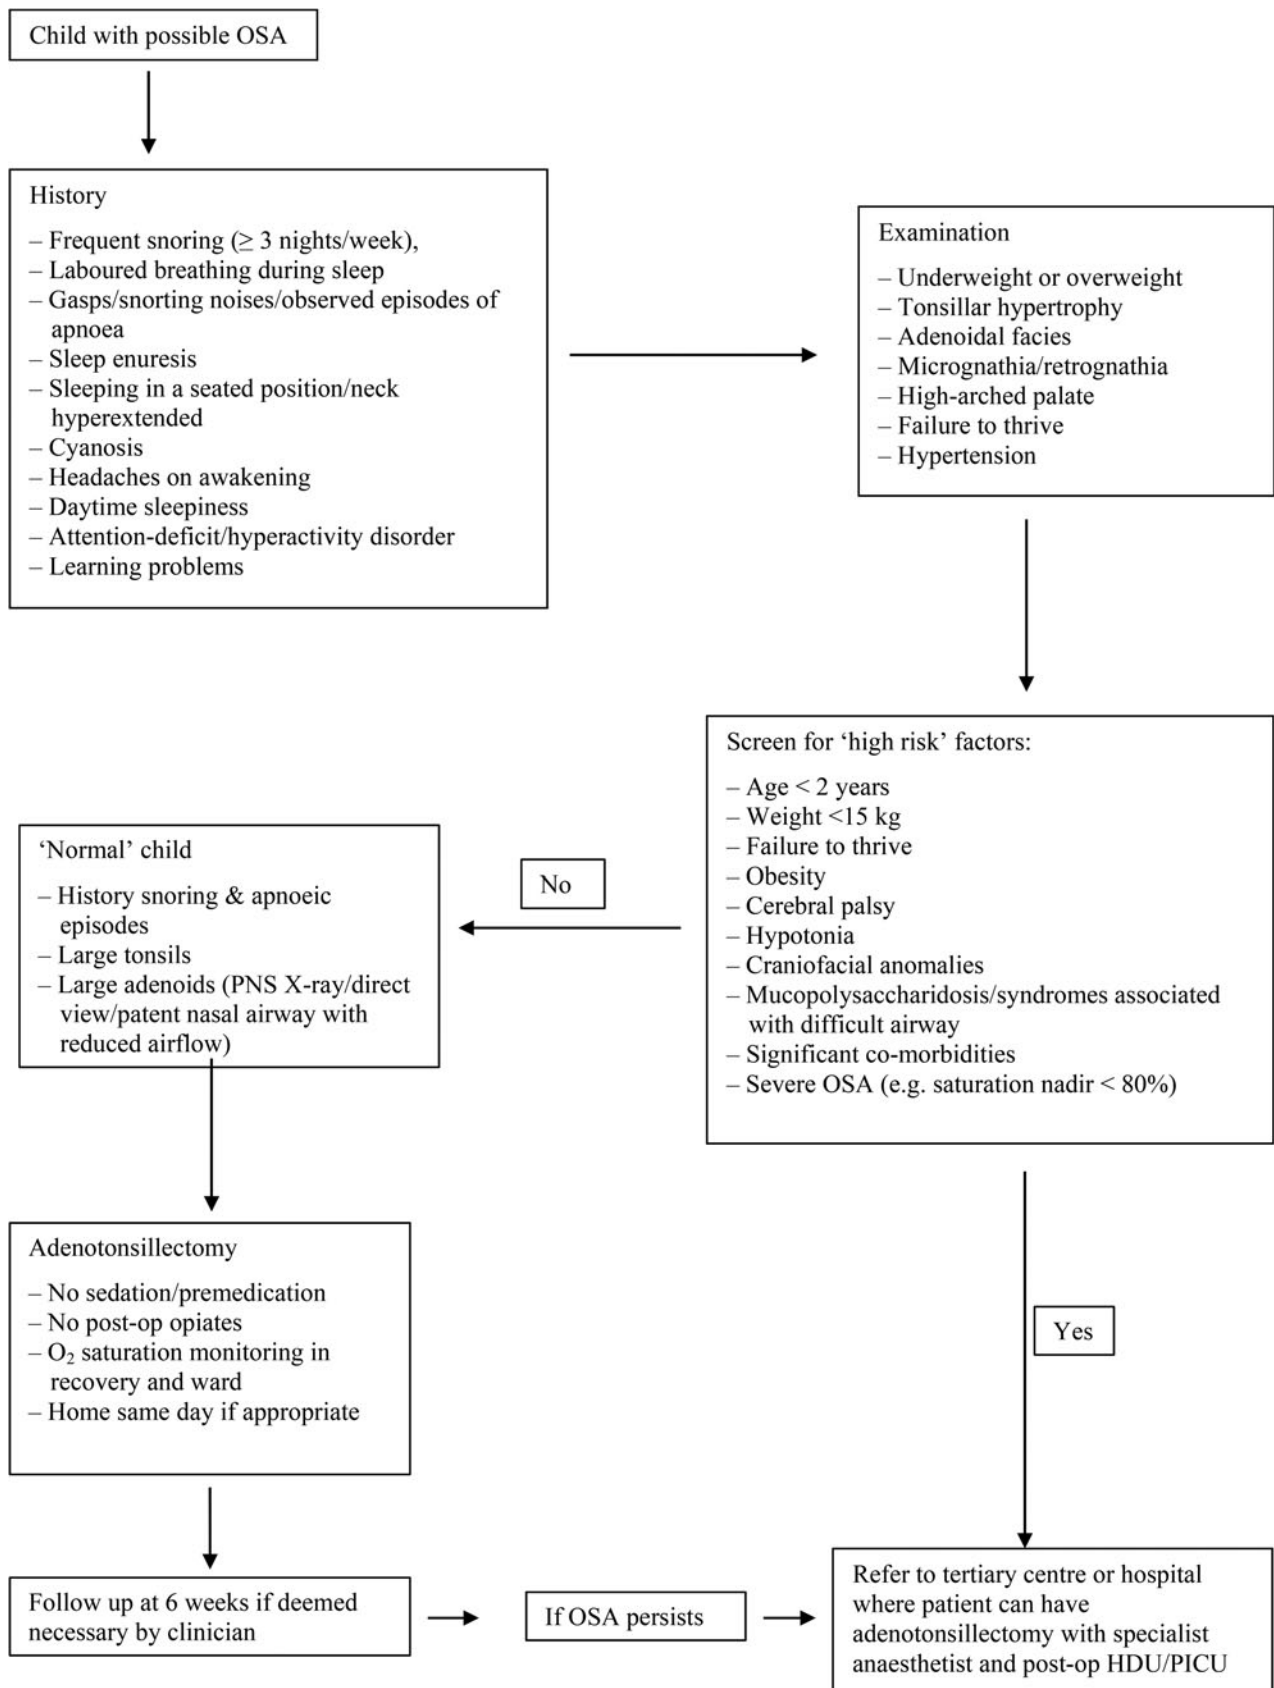 Child with possible OSA
History
– Frequent snoring (≥ 3 nights/week),
– Laboured breathing during sleep
– Gasps/snorting noises/observed episodes of
apnoea
– Sleep enuresis
– Sleeping in a seated position/neck
hyperextended
– Cyanosis
– Headaches on awakening
– Daytime sleepiness
– Attention-deficit/hyperactivity disorder
– Learning problems
Examination
– Underweight or overweight
– Tonsillar hypertrophy
– Adenoidal facies
– Micrognathia/retrognathia
– High-arched palate
– Failure to thrive
– Hypertension
Screen for ‘high risk’ factors:
– Age < 2 years
– Weight <15 kg
– Failure to thrive
– Obesity
– Cerebral palsy
– Hypotonia
– Craniofacial anomalies
– Mucopolysaccharidosis/syndromes associated
with difficult airway
– Significant co-morbidities
– Severe OSA (e.g. saturation nadir < 80%)
No
‘Normal’ child
– History snoring & apnoeic
episodes
– Large tonsils
– Large adenoids (PNS X-ray/direct
view/patent nasal airway with
reduced airflow)
Adenotonsillectomy
– No sedation/premedication
– No post-op opiates
– O₂ saturation monitoring in
recovery and ward
– Home same day if appropriate
Yes
Follow up at 6 weeks if deemed
necessary by clinician
If OSA persists
Refer to tertiary centre or hospital
where patient can have
adenotonsillectomy with specialist
anaesthetist and post-op HDU/PICU